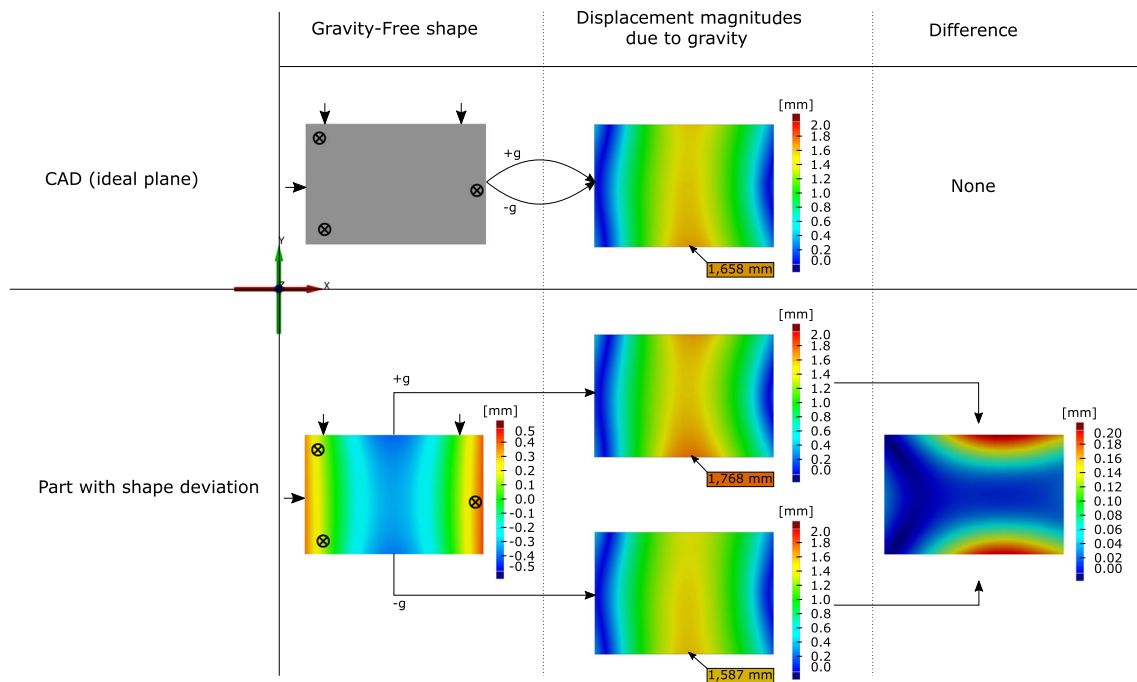 Gravity-Free shape
Displacement magnitudes
due to gravity
Difference
CAD (ideal plane)
+g
-g
[mm]
2.0
1.8
1.6
1.4
1.2
1.0
0.8
0.6
0.4
0.2
0.0
1,658 mm
None
Y
Z
X
Part with shape deviation
[mm]
0.5
0.4
0.3
0.2
0.1
0.0
-0.1
-0.2
-0.3
-0.4
-0.5
+g
-g
[mm]
2.0
1.8
1.6
1.4
1.2
1.0
0.8
0.6
0.4
0.2
0.0
1,768 mm
[mm]
2.0
1.8
1.6
1.4
1.2
1.0
0.8
0.6
0.4
0.2
0.0
1,587 mm
[mm]
0.20
0.18
0.16
0.14
0.12
0.10
0.08
0.06
0.04
0.02
0.00